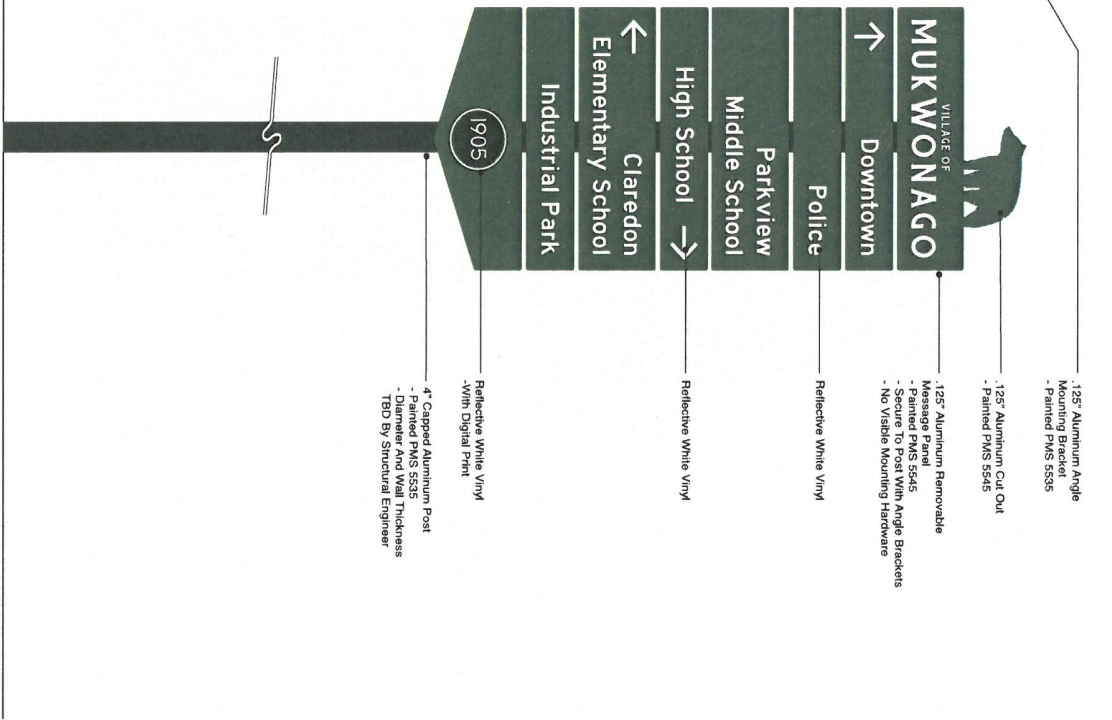 VILLAGE OF
MUKWONAGO
Downtown
Police
Parkview
Middle School
High School
Claredon
Elementary School
Industrial Park
1905
.125" Aluminum Angle
Mounting Bracket
- Painted PMS 5535
.125" Aluminum Cut Out
- Painted PMS 5545
.125" Aluminum Removable
Message Panel
- Painted PMS 5545
- Secure To Post With Angle Brackets
- No Visible Mounting Hardware
Reflective White Vinyl
Reflective White Vinyl
Reflective White Vinyl
-With Digital Print
4" Capped Aluminum Post
- Painted PMS 5535
- Diameter And Wall Thickness
TBD By Structural Engineer